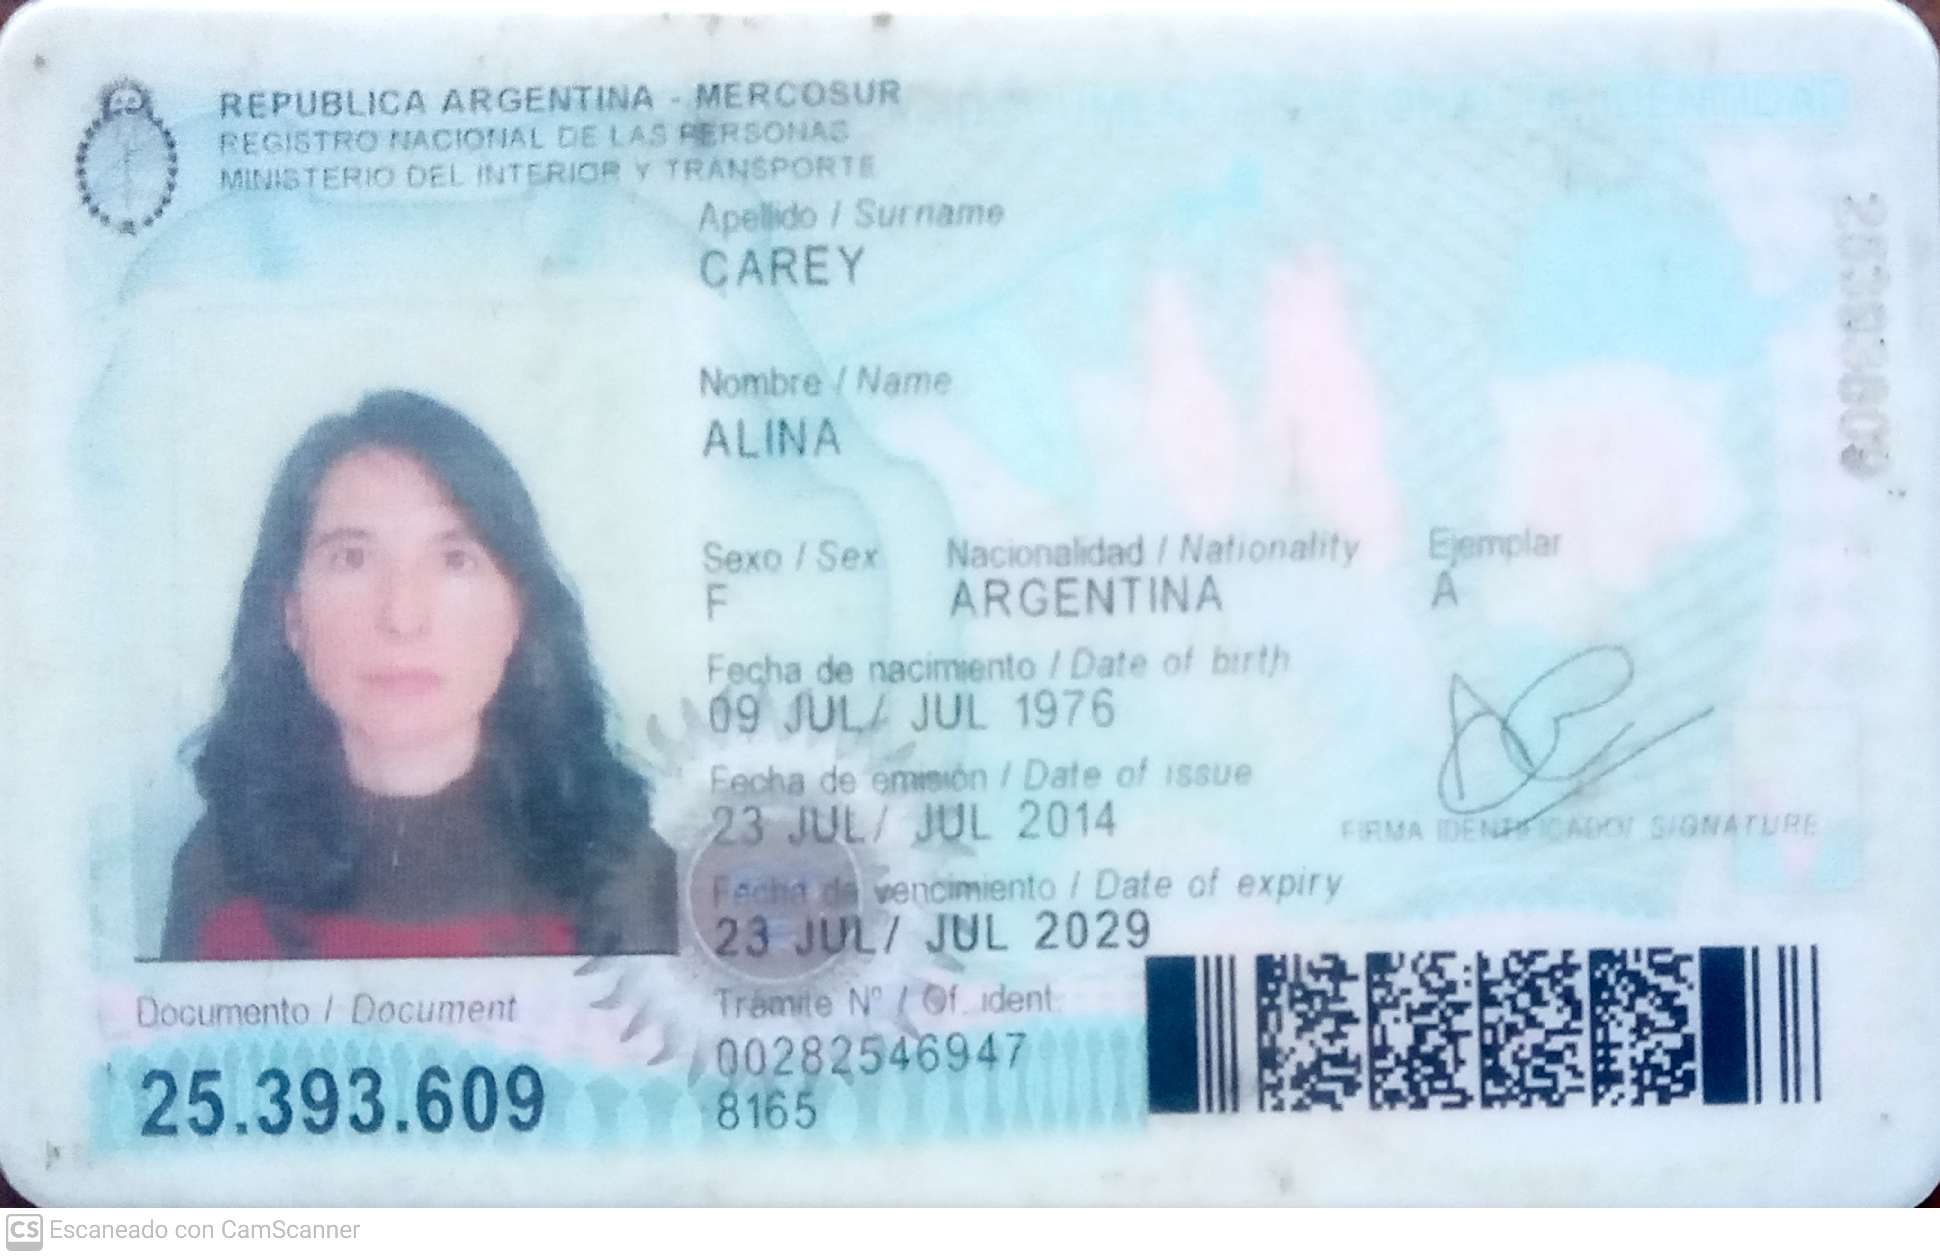 REPUBLICA ARGENTINA - MERCOSUR
REGISTRO NACIONAL DE LAS PERSONAS
MINISTERIO DEL INTERIOR Y TRANSPORTE
Apellido / Surname
CAREY
Nombre / Name
ALINA
Sexo / Sex Nacionalidad / Nationality Ejemplar
F ARGENTINA A
Fecha de nacimiento / Date of birth
09 JUL/ JUL 1976
Fecha de emisión / Date of issue
23 JUL/ JUL 2014
FIRMA IDENTIFICADO/ SIGNATURE
Fecha de vencimiento / Date of expiry
23 JUL/ JUL 2029
Documento / Document
25.393.609
Trámite Nº / Of. ident.
00282546947
8165
25393609
CS Escaneado con CamScanner